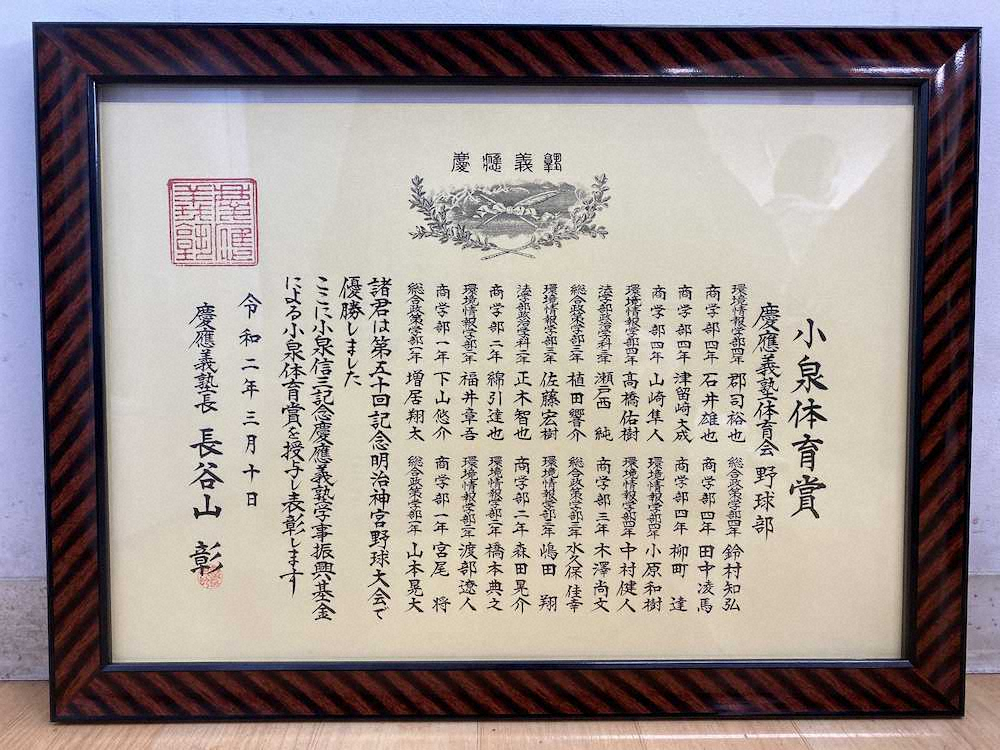 慶應義塾
小泉体育賞
慶應義塾体育会 野球部
環境情報学部四年 郡司裕也 総合政策学部四年 鈴村知弘
商学部四年 石井雄也 商学部四年 田中凌馬
商学部四年 津留﨑大成 商学部四年 柳町 達
商学部四年 山崎隼人 環境情報学部四年 小原和樹
環境情報学部四年 髙橋佑樹 環境情報学部四年 中村健人
法学部政治学科三年 瀬戸西 純 商学部三年 木澤尚文
総合政策学部三年 植田響介 総合政策学部三年 水久保佳幸
環境情報学部三年 佐藤宏樹 環境情報学部三年 嶋田 翔
法学部政治学科二年 正木智也 商学部二年 森田晃介
商学部二年 綿引達也 環境情報学部二年 橋本典之
環境情報学部二年 福井章吾 環境情報学部二年 渡部遼人
商学部一年 下山悠介 商学部一年 宮尾 将
総合政策学部一年 増居翔太 総合政策学部一年 山本晃大
諸君は第五十回記念明治神宮野球大会で
優勝しました
ここに小泉信三記念慶應義塾学事振興基金
による小泉体育賞を授与し表彰します
令和二年三月十日
慶應義塾長 長谷山 彰
慶應義塾